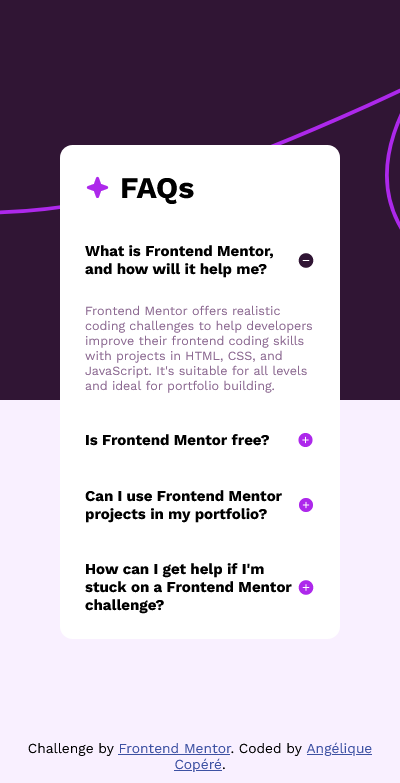 FAQs
What is Frontend Mentor,
and how will it help me?
Frontend Mentor offers realistic
coding challenges to help developers
improve their frontend coding skills
with projects in HTML, CSS, and
JavaScript. It's suitable for all levels
and ideal for portfolio building.
Is Frontend Mentor free?
Can I use Frontend Mentor
projects in my portfolio?
How can I get help if I'm
stuck on a Frontend Mentor
challenge?
Challenge by Frontend Mentor. Coded by Angélique
Copéré.